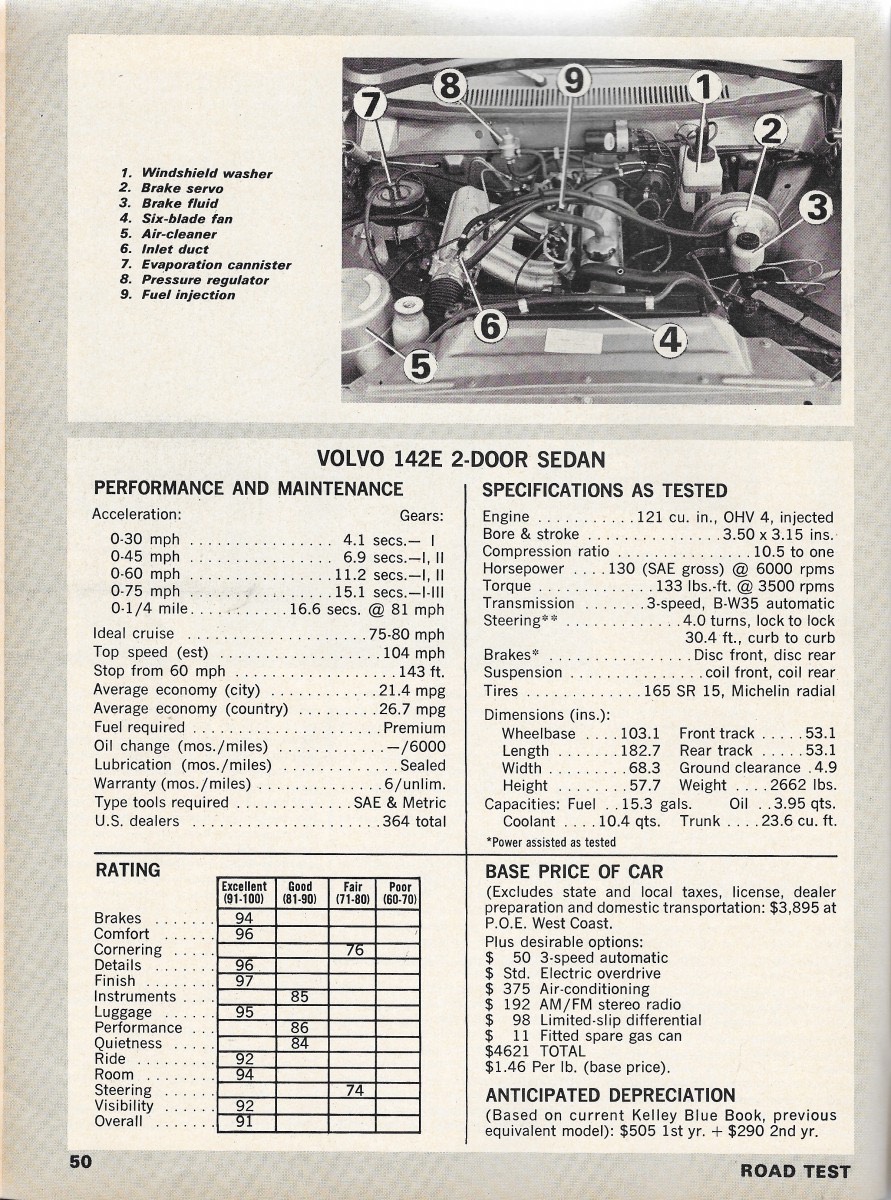 1. Windshield washer
2. Brake servo
3. Brake fluid
4. Six-blade fan
5. Air-cleaner
6. Inlet duct
7. Evaporation cannister
8. Pressure regulator
9. Fuel injection
7 8 9 1 2 3 6 4 5
VOLVO 142E 2-DOOR SEDAN
PERFORMANCE AND MAINTENANCE
Acceleration: Gears:
0-30 mph ................. 4.1 secs.— I
0-45 mph ................. 6.9 secs.—I, II
0-60 mph ................ 11.2 secs.—I, II
0-75 mph ................ 15.1 secs.—I-III
0-1/4 mile........... 16.6 secs. @ 81 mph
Ideal cruise .................... 75-80 mph
Top speed (est) .................. 104 mph
Stop from 60 mph .................. 143 ft.
Average economy (city) ............ 21.4 mpg
Average economy (country) ......... 26.7 mpg
Fuel required .................... Premium
Oil change (mos./miles) ............ —/6000
Lubrication (mos./miles) ............ Sealed
Warranty (mos./miles) ............ 6/unlim.
Type tools required ............ SAE & Metric
U.S. dealers .................... 364 total
SPECIFICATIONS AS TESTED
Engine .......... 121 cu. in., OHV 4, injected
Bore & stroke .............. 3.50 x 3.15 ins.
Compression ratio .............. 10.5 to one
Horsepower .... 130 (SAE gross) @ 6000 rpms
Torque ............. 133 lbs.-ft. @ 3500 rpms
Transmission ....... 3-speed, B-W35 automatic
Steering** ............ 4.0 turns, lock to lock
30.4 ft., curb to curb
Brakes* ............... Disc front, disc rear
Suspension .............. coil front, coil rear
Tires ............. 165 SR 15, Michelin radial
Dimensions (ins.):
Wheelbase .... 103.1 Front track ..... 53.1
Length ....... 182.7 Rear track ..... 53.1
Width ........ 68.3 Ground clearance . 4.9
Height ........ 57.7 Weight .... 2662 lbs.
Capacities: Fuel .. 15.3 gals. Oil .. 3.95 qts.
Coolant .... 10.4 qts. Trunk .... 23.6 cu. ft.
*Power assisted as tested
RATING
Excellent (91-100) Good (81-90) Fair (71-80) Poor (60-70)
Brakes ....... 94
Comfort ...... 96
Cornering ..... 76
Details ....... 96
Finish ....... 97
Instruments .... 85
Luggage ...... 95
Performance ... 86
Quietness ..... 84
Ride ......... 92
Room ........ 94
Steering ...... 74
Visibility ...... 92
Overall ....... 91
BASE PRICE OF CAR
(Excludes state and local taxes, license, dealer
preparation and domestic transportation: $3,895 at
P.O.E. West Coast.
Plus desirable options:
$ 50 3-speed automatic
$ Std. Electric overdrive
$ 375 Air-conditioning
$ 192 AM/FM stereo radio
$ 98 Limited-slip differential
$ 11 Fitted spare gas can
$4621 TOTAL
$1.46 Per lb. (base price).
ANTICIPATED DEPRECIATION
(Based on current Kelley Blue Book, previous
equivalent model): $505 1st yr. + $290 2nd yr.
50
ROAD TEST